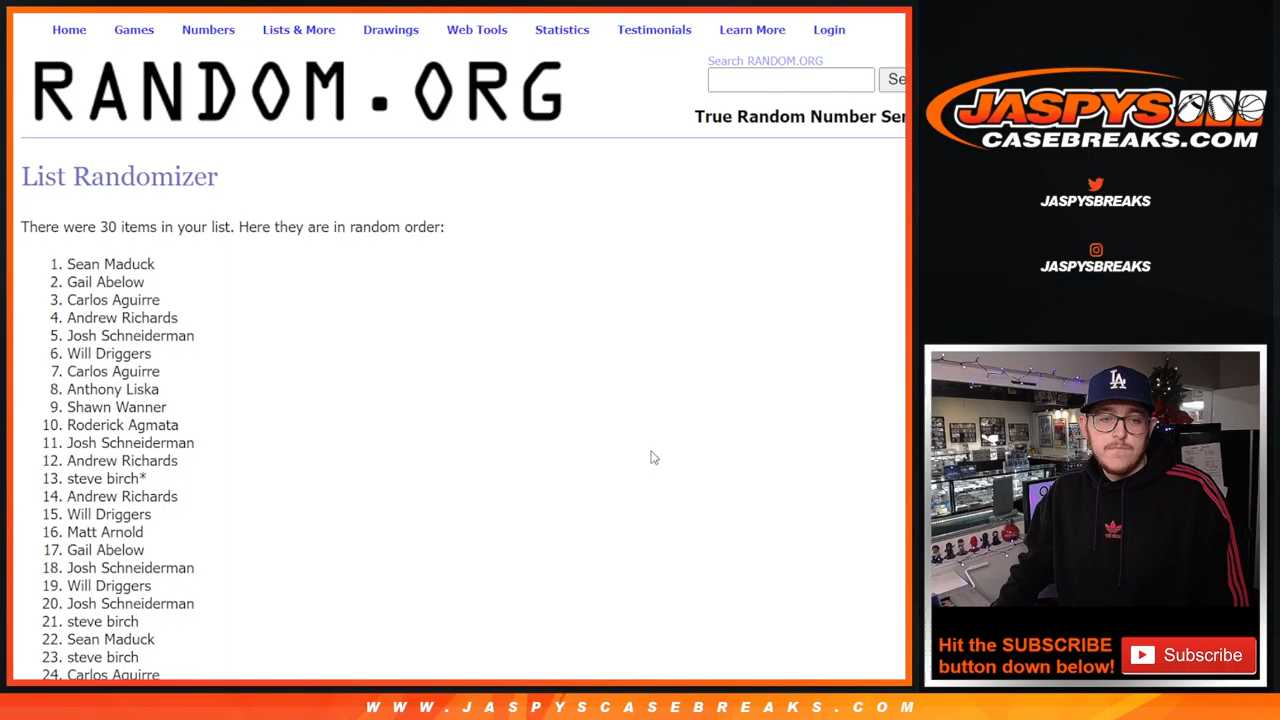 Home Games Numbers Lists & More Drawings Web Tools Statistics Testimonials Learn More Login
RANDOM.ORG
Search RANDOM.ORG
Se
True Random Number Ser
List Randomizer
There were 30 items in your list. Here they are in random order:
1. Sean Maduck
2. Gail Abelow
3. Carlos Aguirre
4. Andrew Richards
5. Josh Schneiderman
6. Will Driggers
7. Carlos Aguirre
8. Anthony Liska
9. Shawn Wanner
10. Roderick Agmata
11. Josh Schneiderman
12. Andrew Richards
13. steve birch*
14. Andrew Richards
15. Will Driggers
16. Matt Arnold
17. Gail Abelow
18. Josh Schneiderman
19. Will Driggers
20. Josh Schneiderman
21. steve birch
22. Sean Maduck
23. steve birch
24. Carlos Aguirre
JASPYS
CASEBREAKS.COM
JASPYSBREAKS
JASPYSBREAKS
LA
adidas
Hit the SUBSCRIBE
button down below!
Subscribe
WWW.JASPYSCASEBREAKS.COM